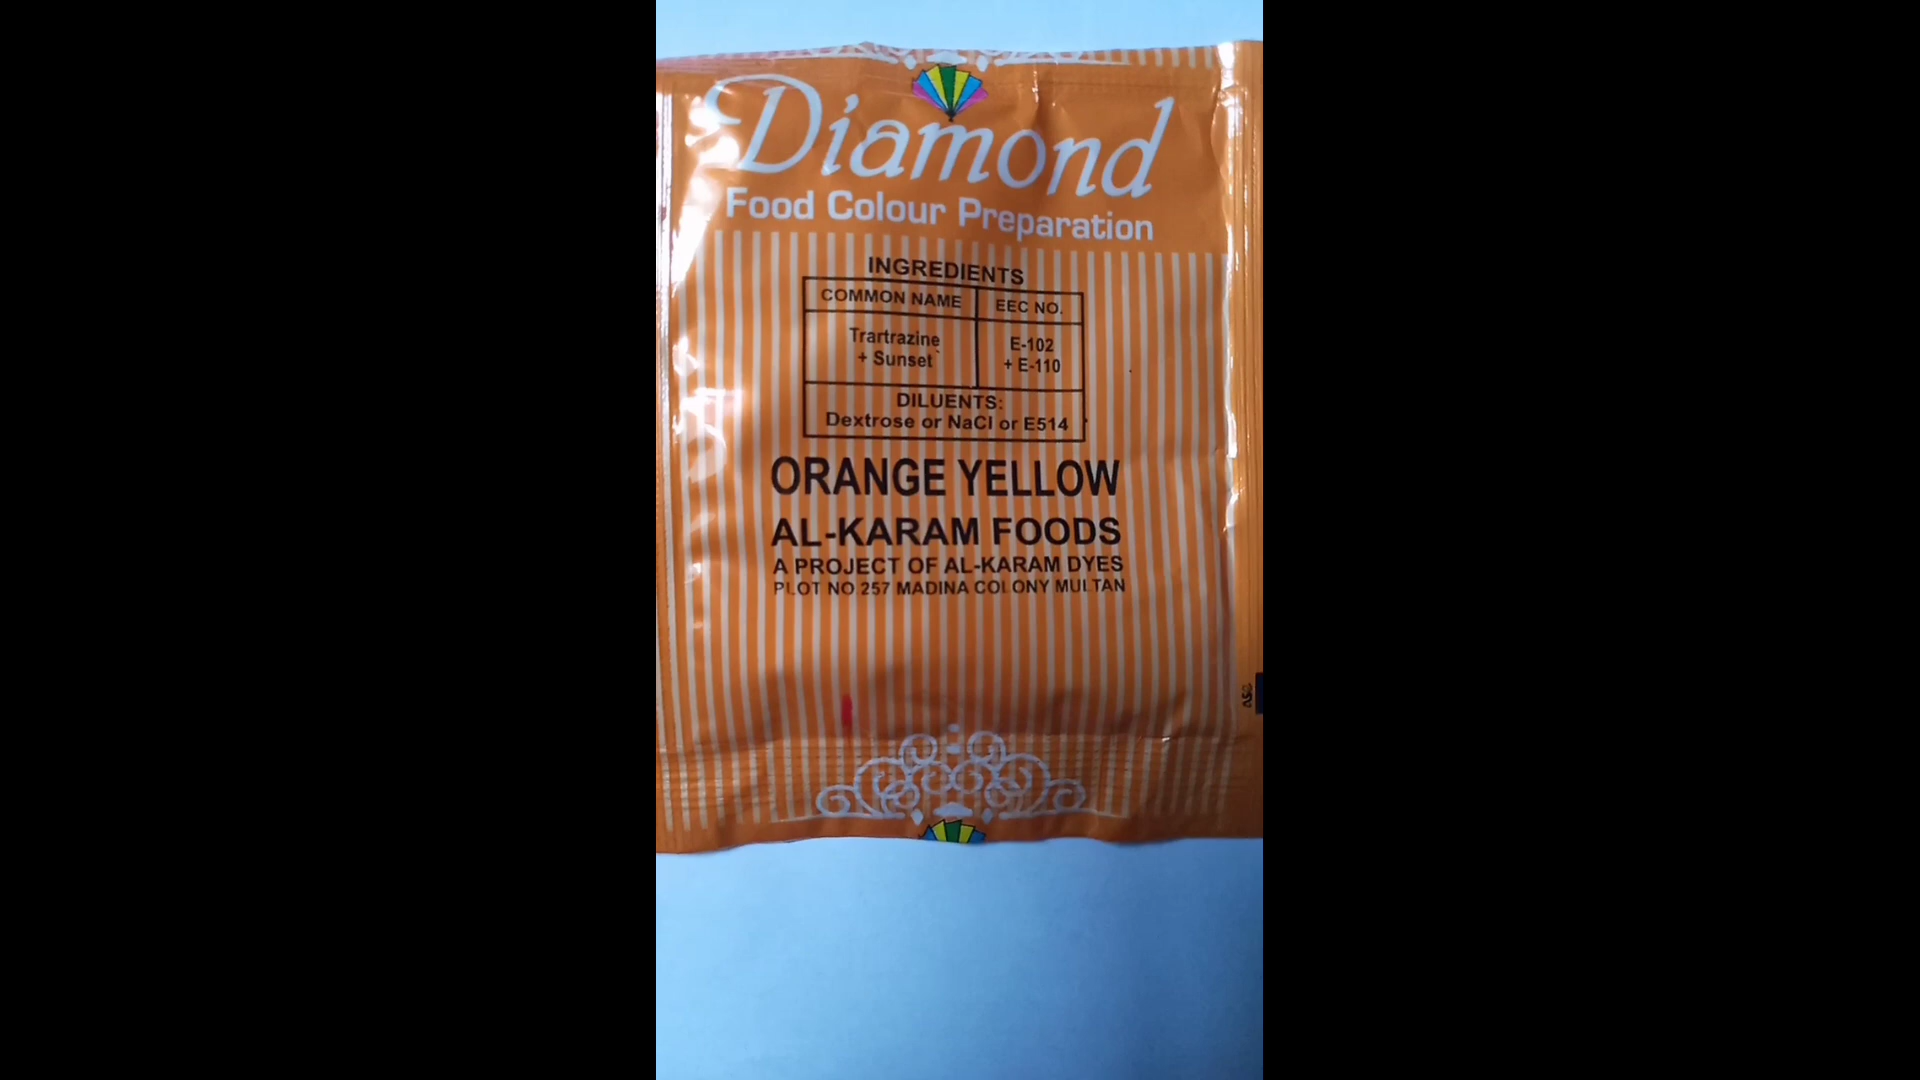 Diamond
Food Colour Preparation
INGREDIENTS
COMMON NAME EEC NO.
Trartrazine E-102
+ Sunset + E-110
DILUENTS:
Dextrose or NaCl or E514
ORANGE YELLOW
AL-KARAM FOODS
A PROJECT OF AL-KARAM DYES
PLOT NO.257 MADINA COLONY MULTAN